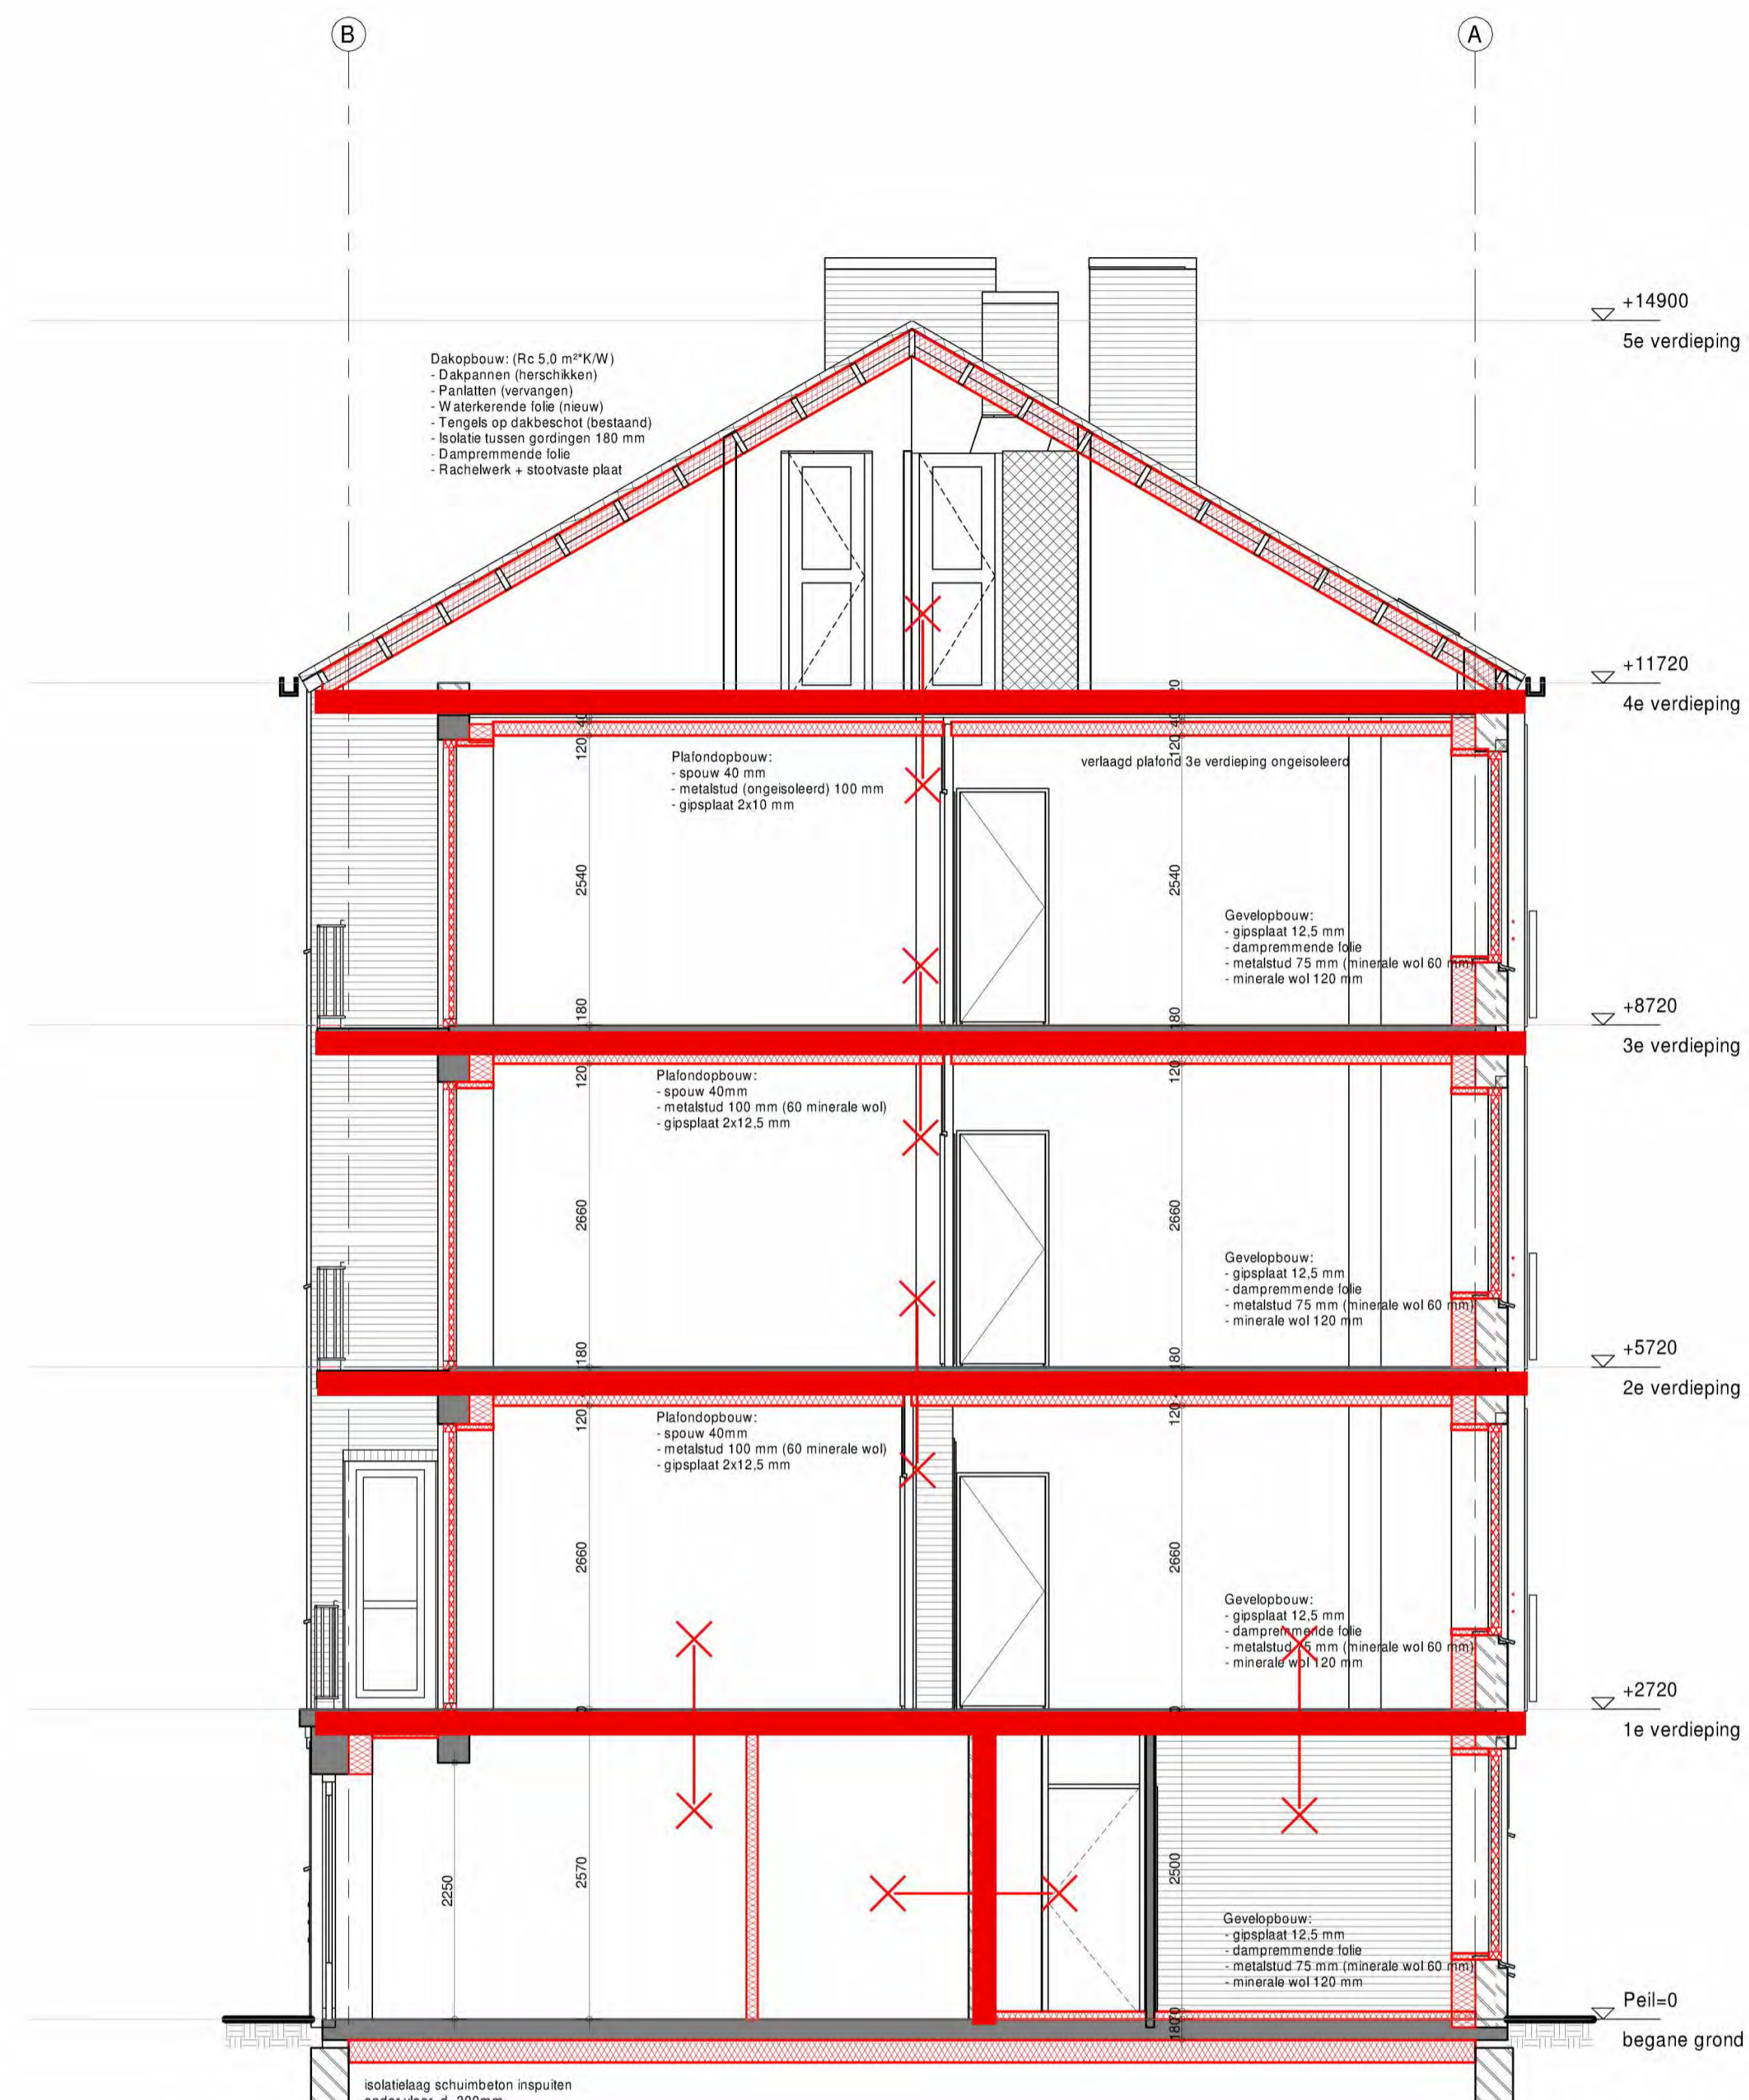 B
A
+14900
5e verdieping
Dakopbouw: (Rc 5,0 m²*K/W)
- Dakpannen (herschikken)
- Panlatten (vervangen)
- Waterkerende folie (nieuw)
- Tengels op dakbeschot (bestaand)
- Isolatie tussen gordingen 180 mm
- Dampremmende folie
- Rachelwerk + stootvaste plaat
+11720
4e verdieping
120
120
Plafondopbouw:
- spouw 40 mm
- metalstud (ongeisoleerd) 100 mm
- gipsplaat 2x10 mm
verlaagd plafond 3e verdieping ongeisoleerd
2540
2540
Gevelopbouw:
- gipsplaat 12,5 mm
- dampremmende folie
- metalstud 75 mm (minerale wol 60 mm)
- minerale wol 120 mm
180
180
+8720
3e verdieping
120
120
Plafondopbouw:
- spouw 40mm
- metalstud 100 mm (60 minerale wol)
- gipsplaat 2x12,5 mm
2660
2660
Gevelopbouw:
- gipsplaat 12,5 mm
- dampremmende folie
- metalstud 75 mm (minerale wol 60 mm)
- minerale wol 120 mm
180
180
+5720
2e verdieping
120
120
Plafondopbouw:
- spouw 40mm
- metalstud 100 mm (60 minerale wol)
- gipsplaat 2x12,5 mm
2660
2660
Gevelopbouw:
- gipsplaat 12,5 mm
- dampremmende folie
- metalstud 75 mm (minerale wol 60 mm)
- minerale wol 120 mm
+2720
1e verdieping
2250
2570
2500
Gevelopbouw:
- gipsplaat 12,5 mm
- dampremmende folie
- metalstud 75 mm (minerale wol 60 mm)
- minerale wol 120 mm
Peil=0
begane grond
isolatielaag schuimbeton inspuiten